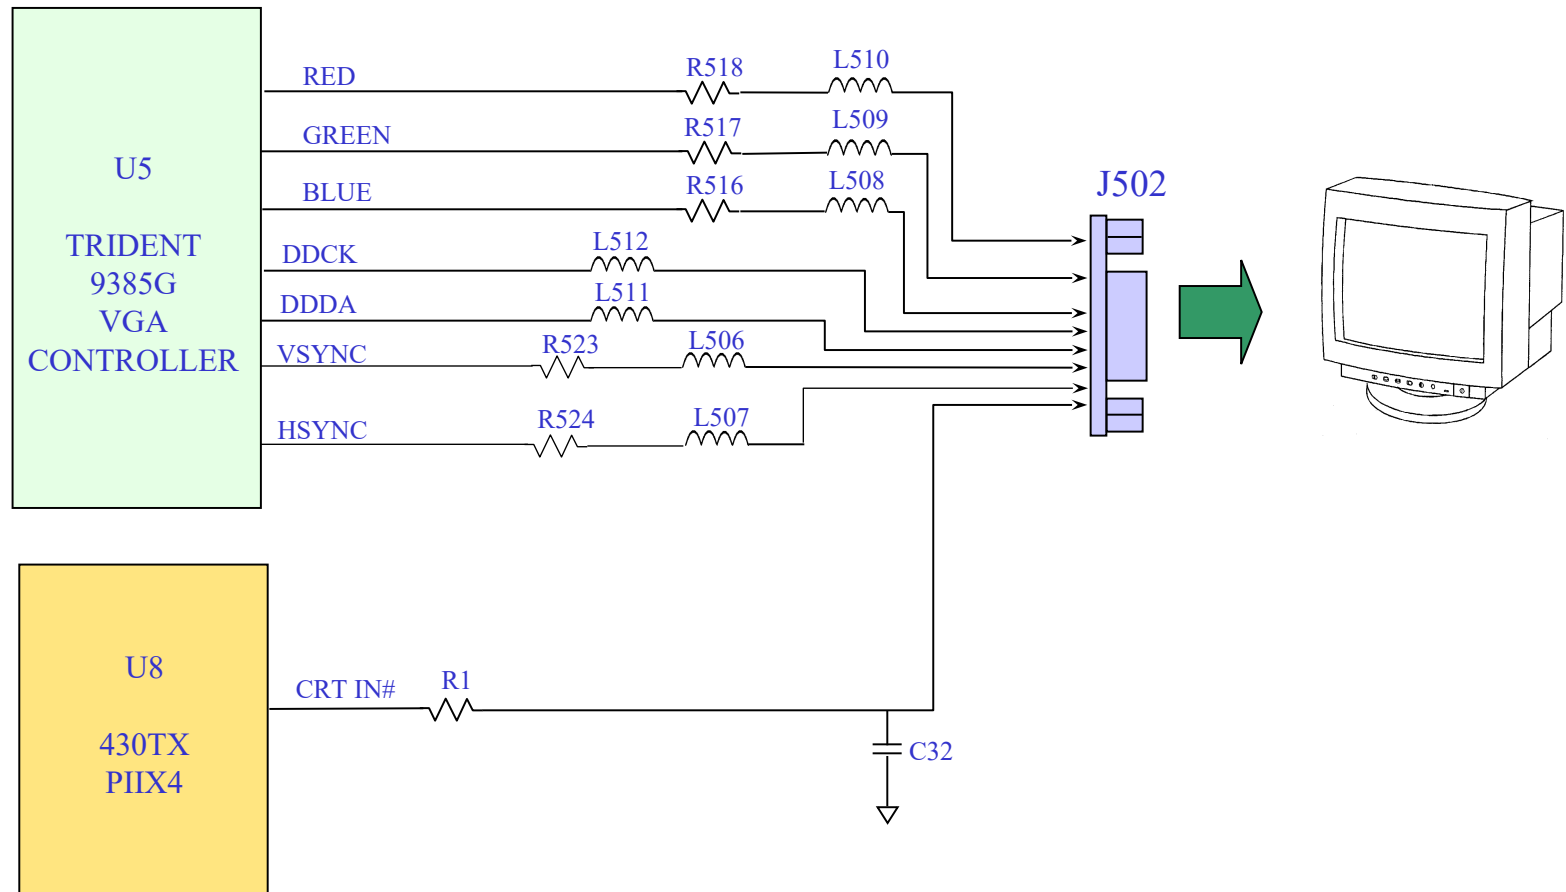 U5
TRIDENT
9385G
VGA
CONTROLLER
RED
R518
L510
GREEN
R517
L509
BLUE
R516
L508
DDCK
L512
DDDA
L511
VSYNC
R523
L506
HSYNC
R524
L507
J502
U8
430TX
PIIX4
CRT IN#
R1
C32